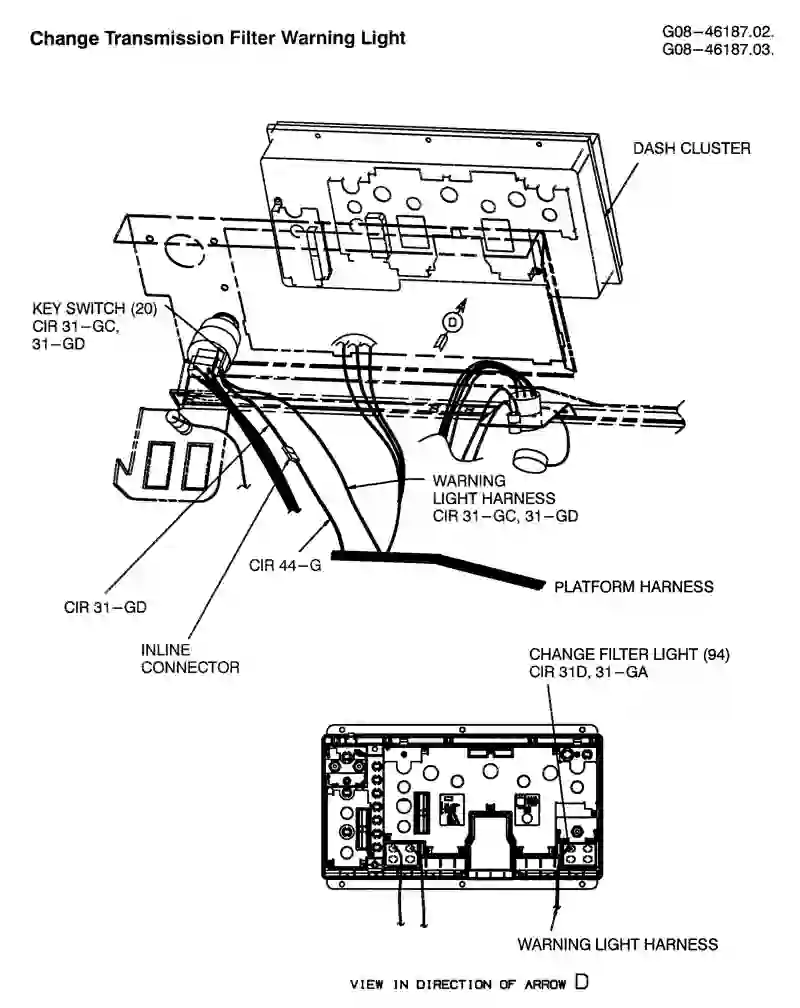 Change Transmission Filter Warning Light
G08-46187.02.
G08-46187.03.
DASH CLUSTER
KEY SWITCH (20)
CIR 31-GC,
31-GD
WARNING
LIGHT HARNESS
CIR 31-GC, 31-GD
CIR 44-G
PLATFORM HARNESS
CIR 31-GD
INLINE
CONNECTOR
CHANGE FILTER LIGHT (94)
CIR 31D, 31-GA
WARNING LIGHT HARNESS
VIEW IN DIRECTION OF ARROW D